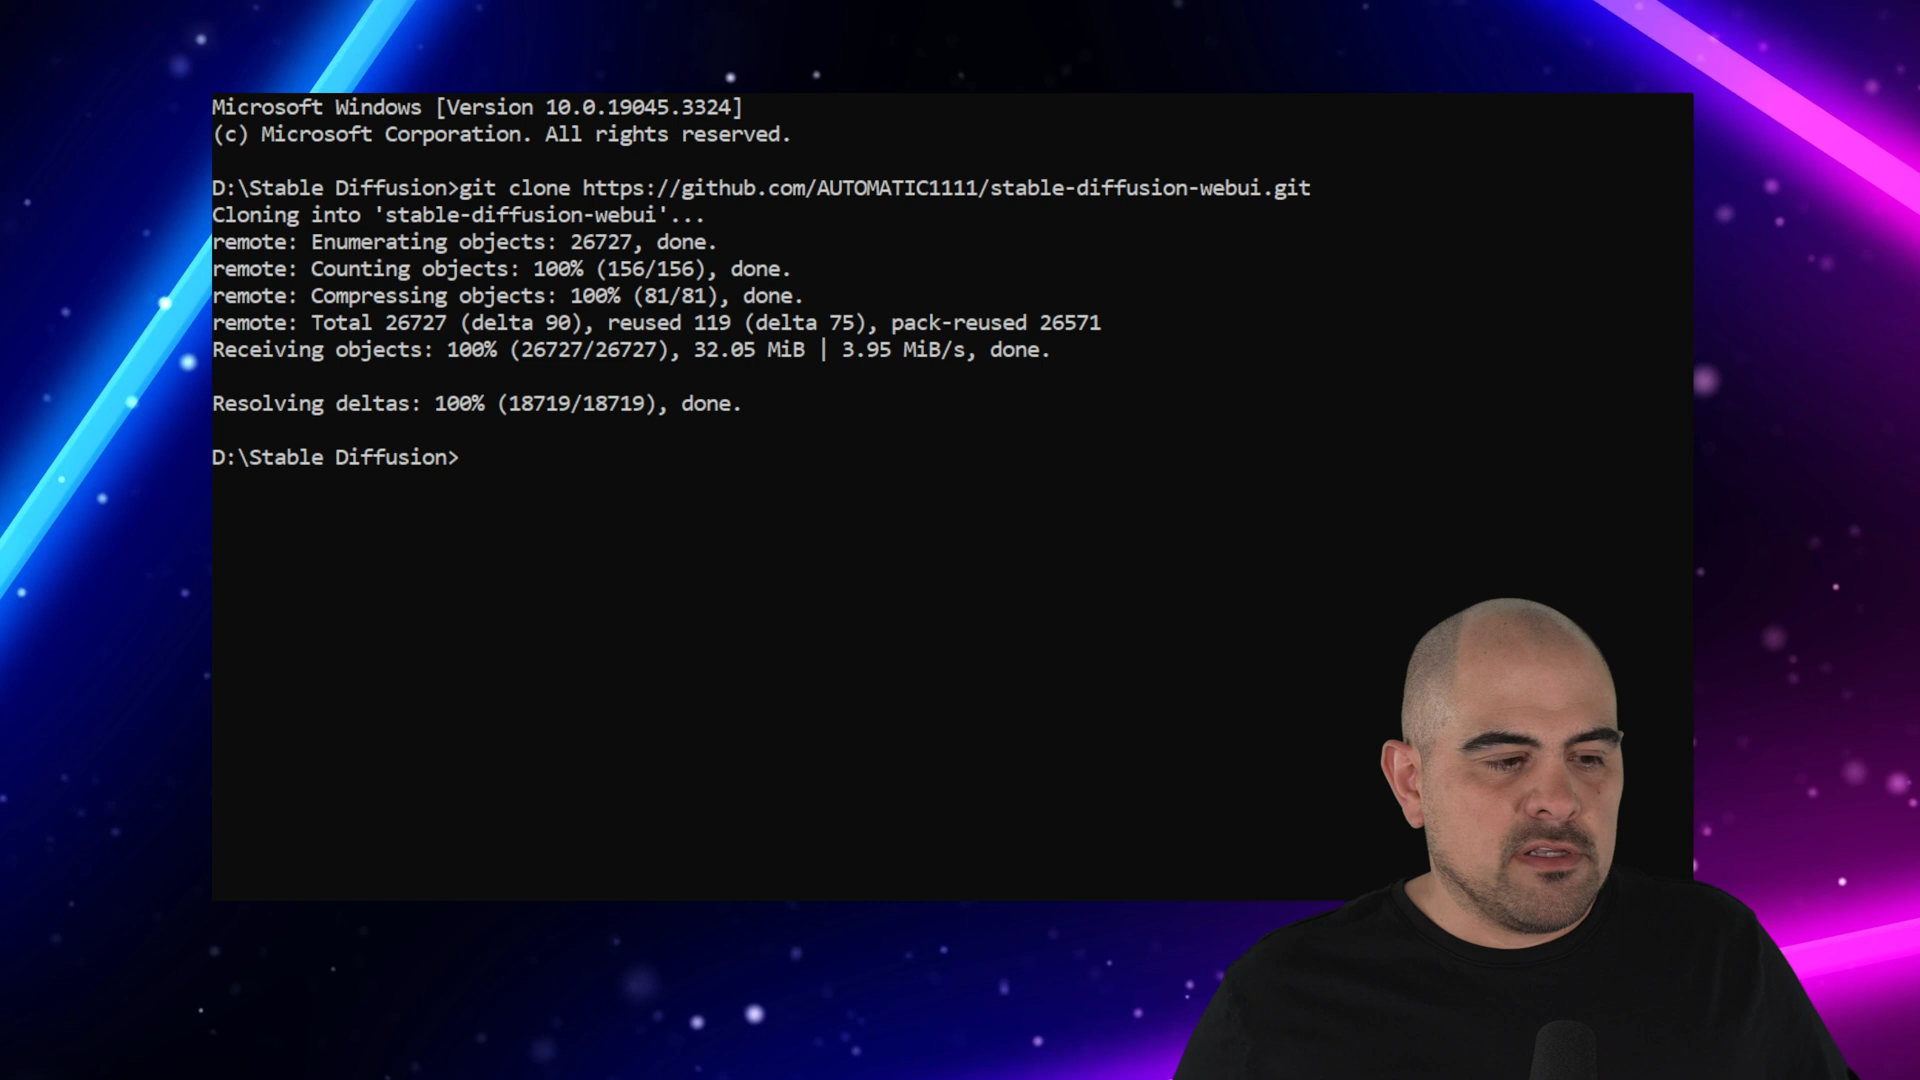 Microsoft Windows [Version 10.0.19045.3324]
(c) Microsoft Corporation. All rights reserved.
D:\Stable Diffusion>git clone https://github.com/AUTOMATIC1111/stable-diffusion-webui.git
Cloning into 'stable-diffusion-webui'...
remote: Enumerating objects: 26727, done.
remote: Counting objects: 100% (156/156), done.
remote: Compressing objects: 100% (81/81), done.
remote: Total 26727 (delta 90), reused 119 (delta 75), pack-reused 26571
Receiving objects: 100% (26727/26727), 32.05 MiB | 3.95 MiB/s, done.
Resolving deltas: 100% (18719/18719), done.
D:\Stable Diffusion>